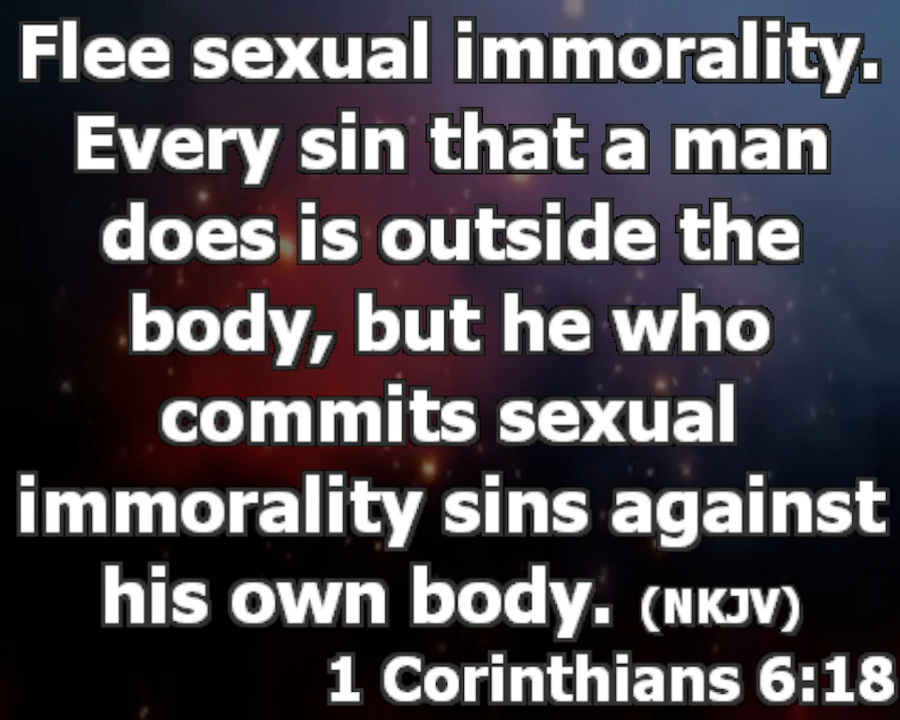 Flee sexual immorality.
Every sin that a man
does is outside the
body, but he who
commits sexual
immorality sins against
his own body. (NKJV)
1 Corinthians 6:18